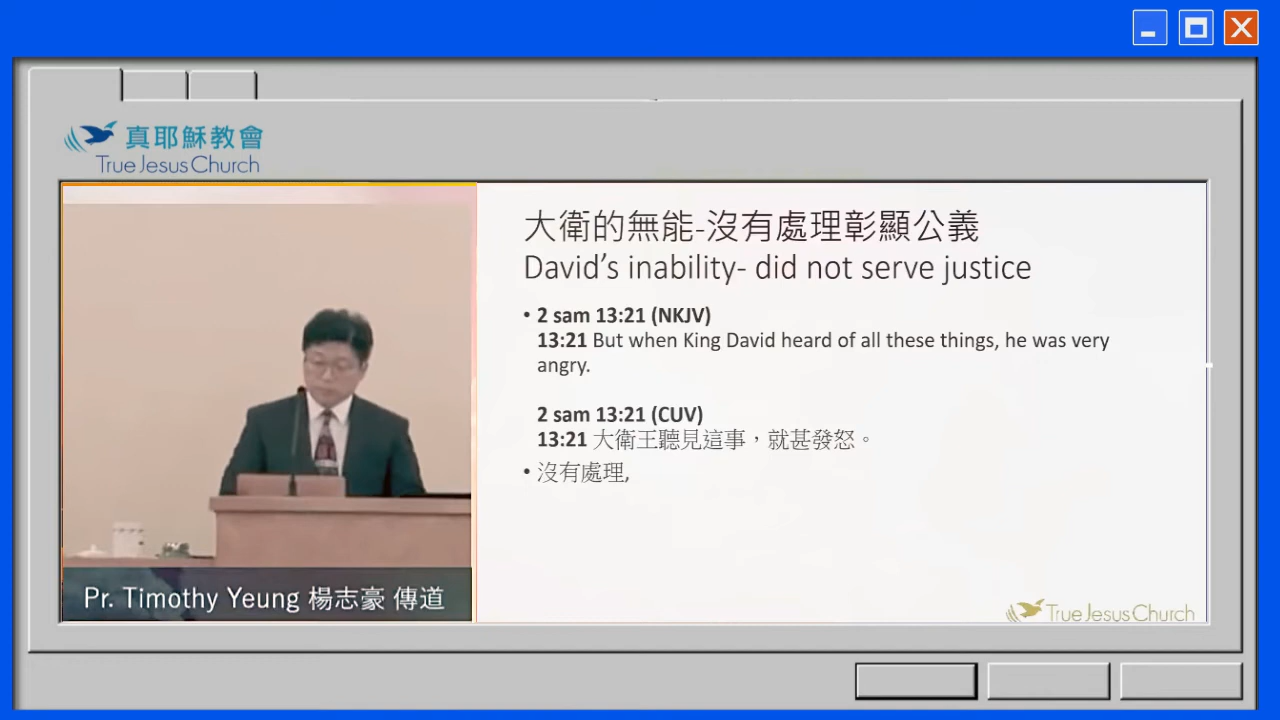 真耶穌教會
True Jesus Church
大衛的無能-沒有處理彰顯公義
David's inability- did not serve justice
• 2 sam 13:21 (NKJV)
13:21 But when King David heard of all these things, he was very
angry.
2 sam 13:21 (CUV)
13:21 大衛王聽見這事，就甚發怒。
• 沒有處理,
Pr. Timothy Yeung 楊志豪 傳道
True Jesus Church